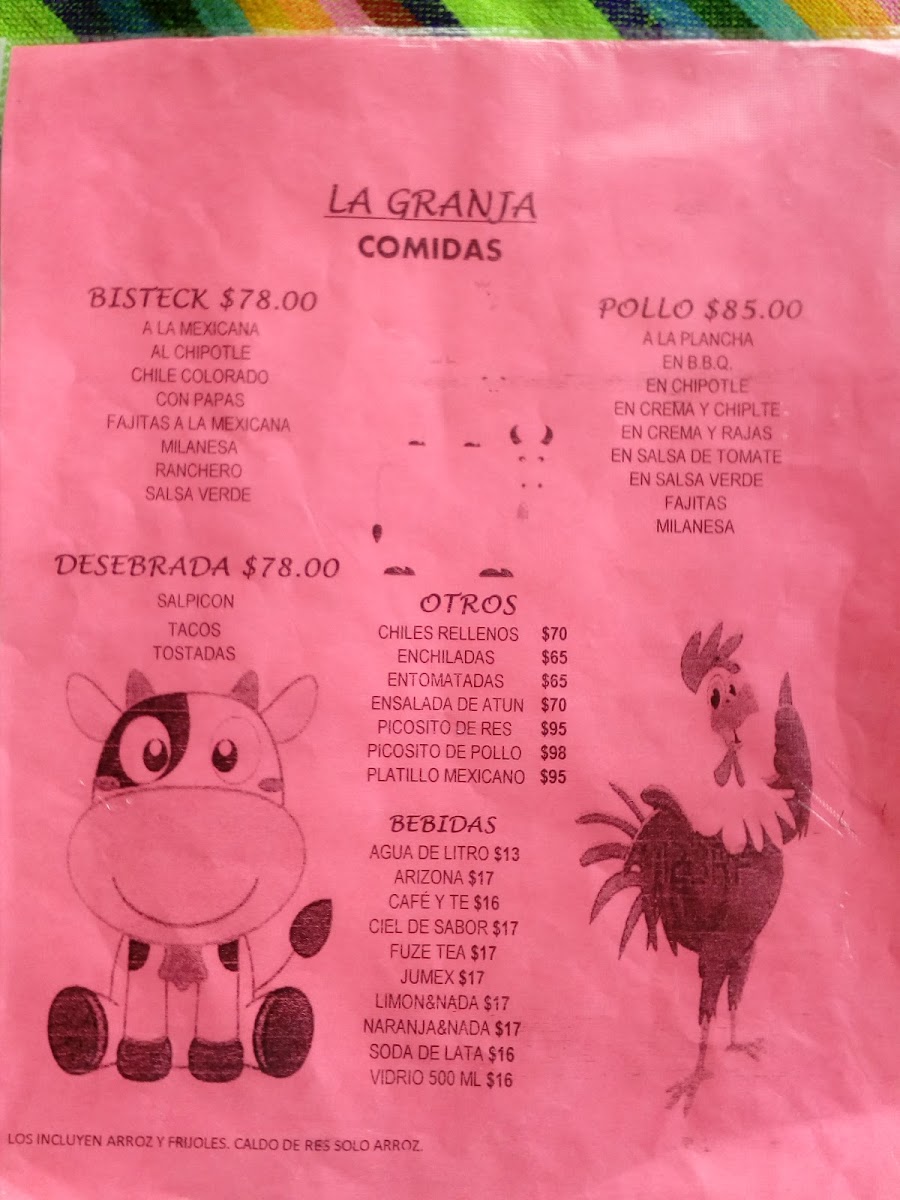 LA GRANJA
COMIDAS
BISTECK $78.00
A LA MEXICANA
AL CHIPOTLE
CHILE COLORADO
CON PAPAS
FAJITAS A LA MEXICANA
MILANESA
RANCHERO
SALSA VERDE
POLLO $85.00
A LA PLANCHA
EN B.B.Q.
EN CHIPOTLE
EN CREMA Y CHIPLTE
EN CREMA Y RAJAS
EN SALSA DE TOMATE
EN SALSA VERDE
FAJITAS
MILANESA
DESEBRADA $78.00
SALPICON
TACOS
TOSTADAS
OTROS
CHILES RELLENOS $70
ENCHILADAS $65
ENTOMATADAS $65
ENSALADA DE ATUN $70
PICOSITO DE RES $95
PICOSITO DE POLLO $98
PLATILLO MEXICANO $95
BEBIDAS
AGUA DE LITRO $13
ARIZONA $17
CAFÉ Y TE $16
CIEL DE SABOR $17
FUZE TEA $17
JUMEX $17
LIMON&NADA $17
NARANJA&NADA $17
SODA DE LATA $16
VIDRIO 500 ML $16
LOS INCLUYEN ARROZ Y FRIJOLES. CALDO DE RES SOLO ARROZ.